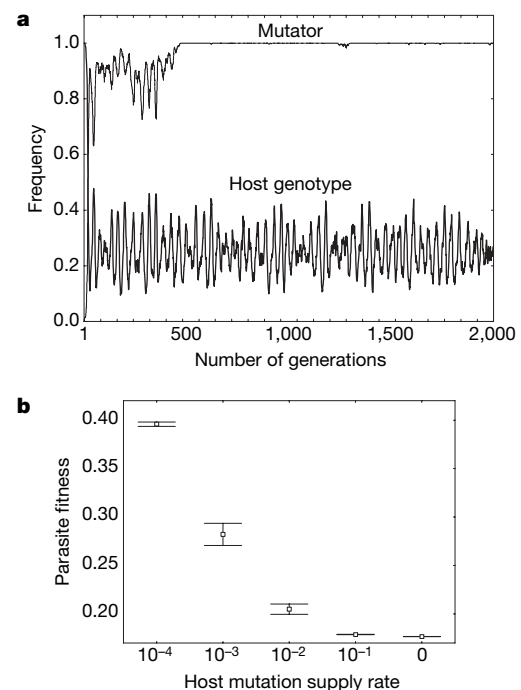 a
Mutator
Host genotype
Frequency
1.0
0.8
0.6
0.4
0.2
0.0
1 500 1,000 1,500 2,000
Number of generations
b
Parasite fitness
0.40
0.35
0.30
0.25
0.20
10⁻⁴ 10⁻³ 10⁻² 10⁻¹ 0
Host mutation supply rate